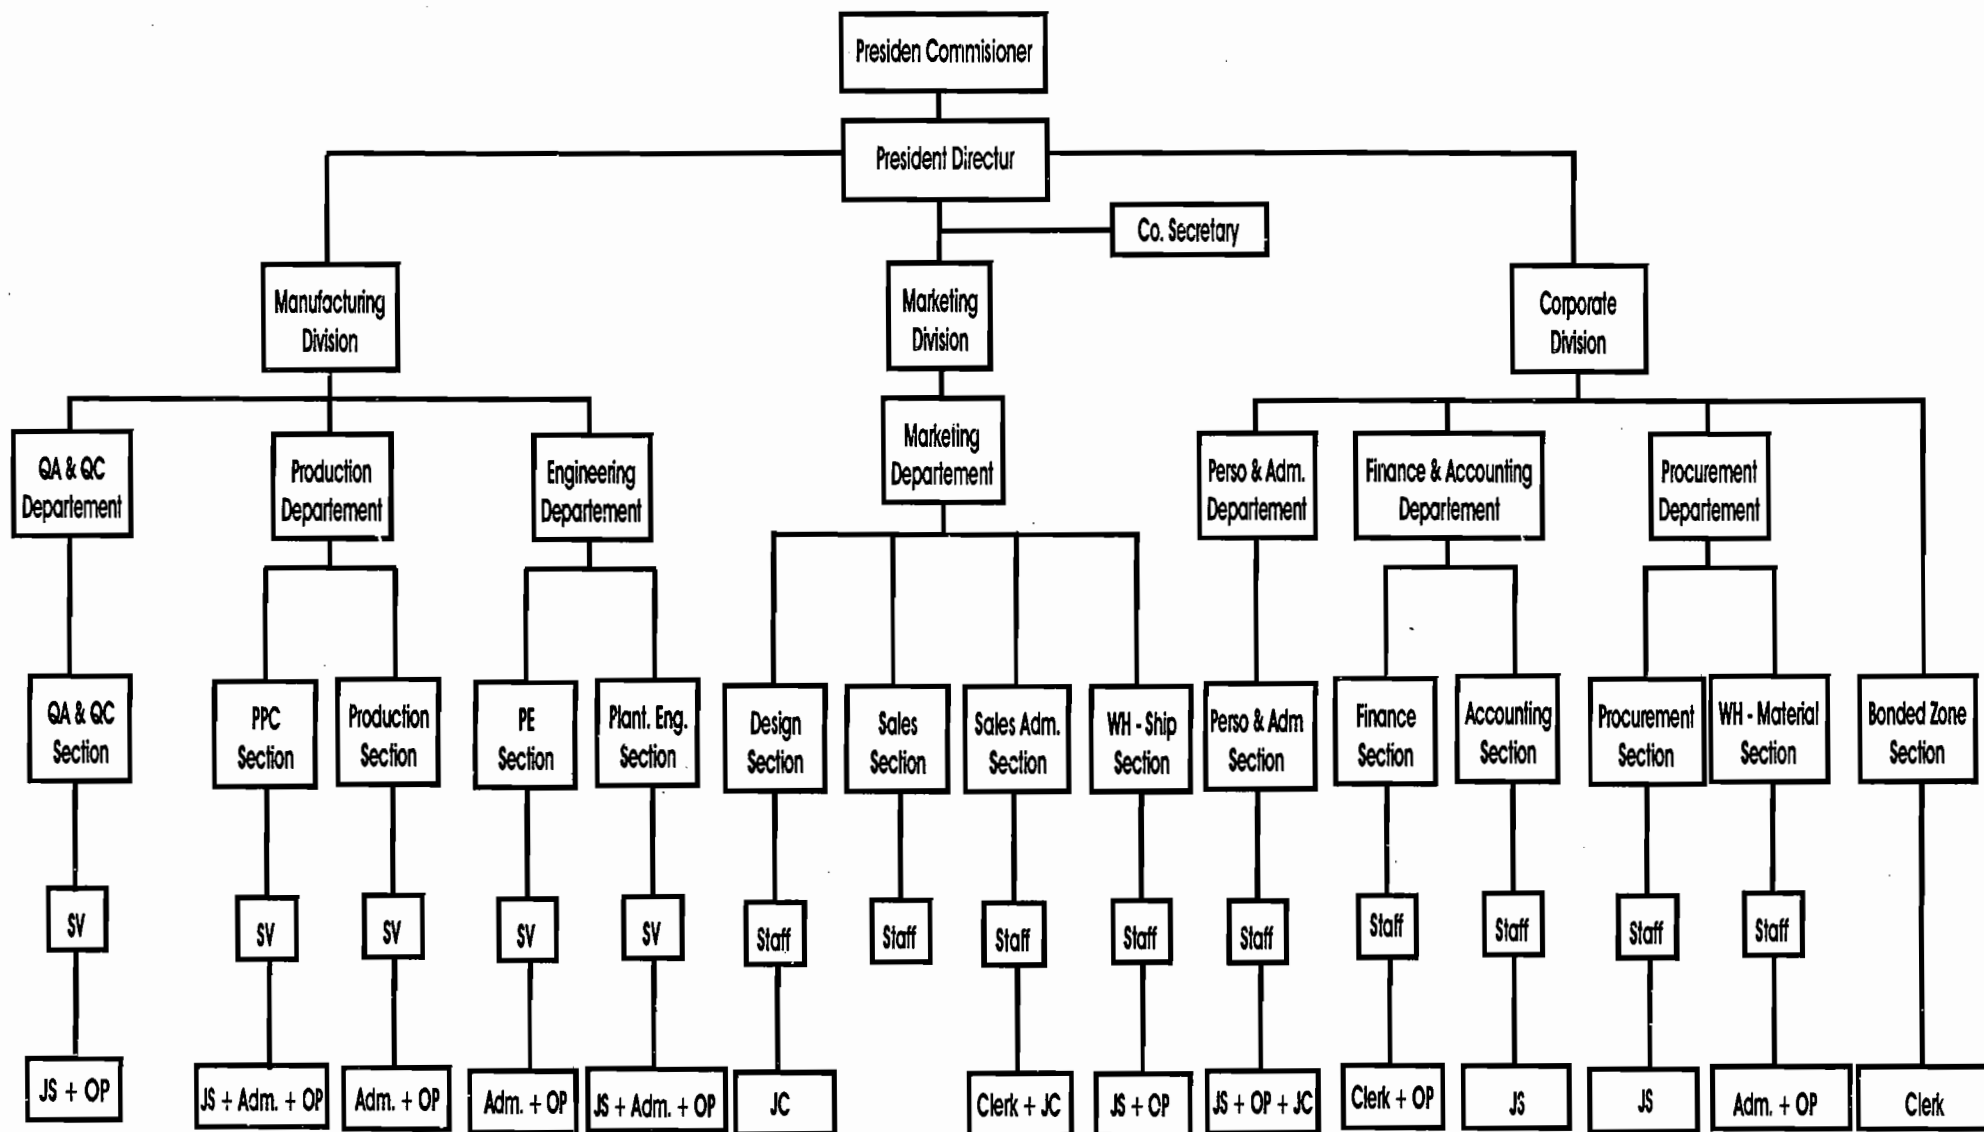 Presiden Commisioner
President Directur
Co. Secretary
Manufacturing
Division
Marketing
Division
Corporate
Division
QA & QC
Departement
Production
Departement
Engineering
Departement
Marketing
Departement
Perso & Adm.
Departement
Finance & Accounting
Departement
Procurement
Departement
QA & QC
Section
PPC
Section
Production
Section
PE
Section
Plant. Eng.
Section
Design
Section
Sales
Section
Sales Adm.
Section
WH - Ship
Section
Perso & Adm
Section
Finance
Section
Accounting
Section
Procurement
Section
WH - Material
Section
Bonded Zone
Section
SV
SV
SV
SV
SV
Staff
Staff
Staff
Staff
Staff
Staff
Staff
Staff
Staff
JS + OP
JS + Adm. + OP
Adm. + OP
Adm. + OP
JS + Adm. + OP
JC
Clerk + JC
JS + OP
JS + OP + JC
Clerk + OP
JS
JS
Adm. + OP
Clerk